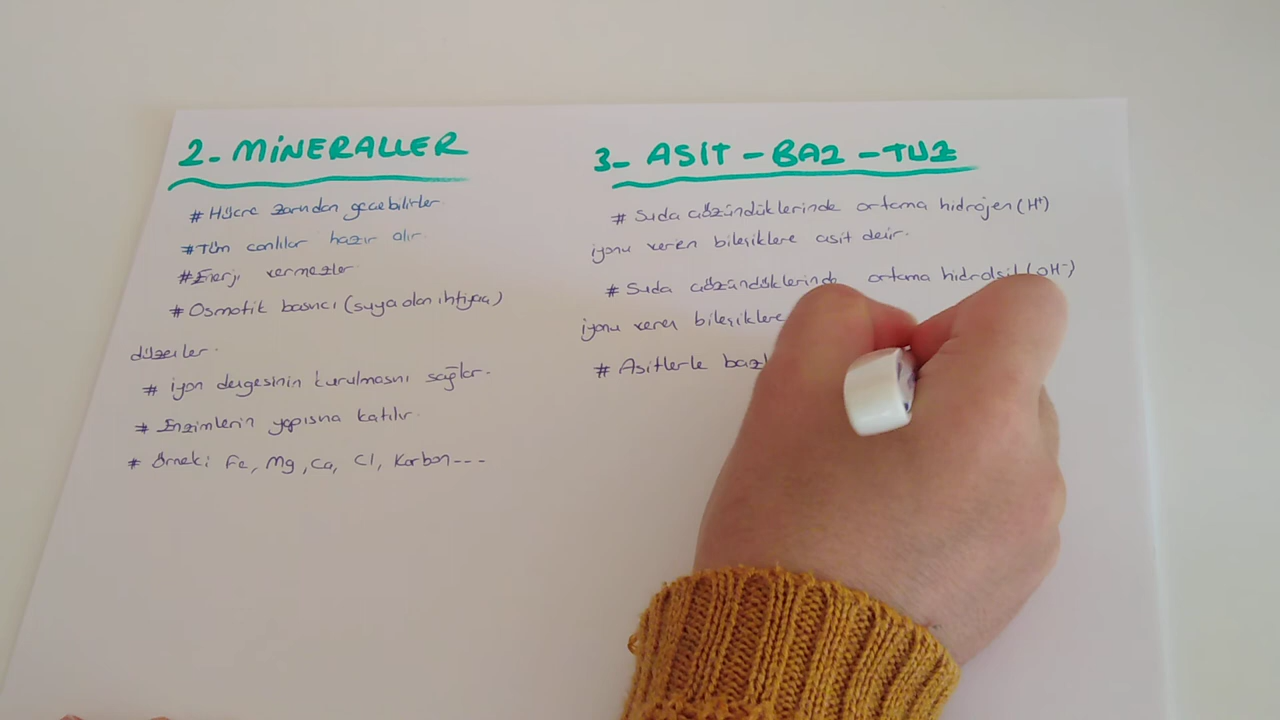 2- MİNERALLER
# Hücre zarından geçebilirler.
# Tüm canlılar hazır alır.
# Enerji vermezler.
# Osmotik basıncı (suya olan ihtiyacı)
düzenler.
# iyon dengesinin kurulmasını sağlar.
# Enzimlerin yapısına katılır.
# Örnek: Fe, Mg, Ca, Cl, Karbon---
3- ASİT-BAZ-TUZ
# Suda çözündüklerinde ortama hidrojen (H+)
iyonu veren bileşiklere asit denir.
# Suda çözündüklerinde ortama hidroksil (OH-)
iyonu veren bileşiklere
# Asitlerle bazl